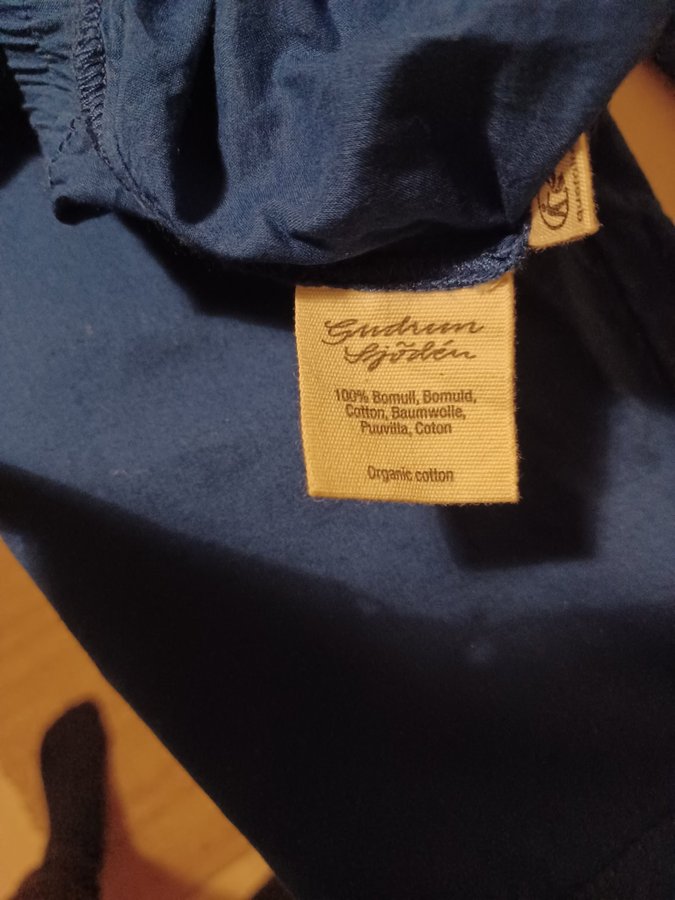 Gudrun
Sjödén
100% Bomull, Bomuld,
Cotton, Baumwolle,
Puuvilla, Coton
Organic cotton